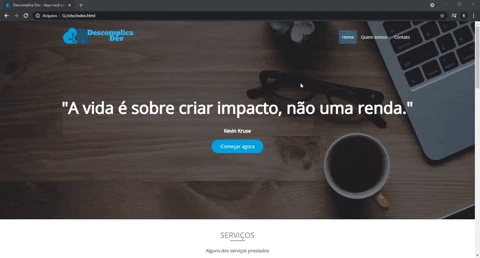 Descomplica Dev - Aqui você v...
Arquivo | G:/site/index.html
Descomplica
Dev
Home Quem somos Contato
"A vida é sobre criar impacto, não uma renda."
Kevin Kruse
Começar agora
SERVIÇOS
Alguns dos serviços prestados